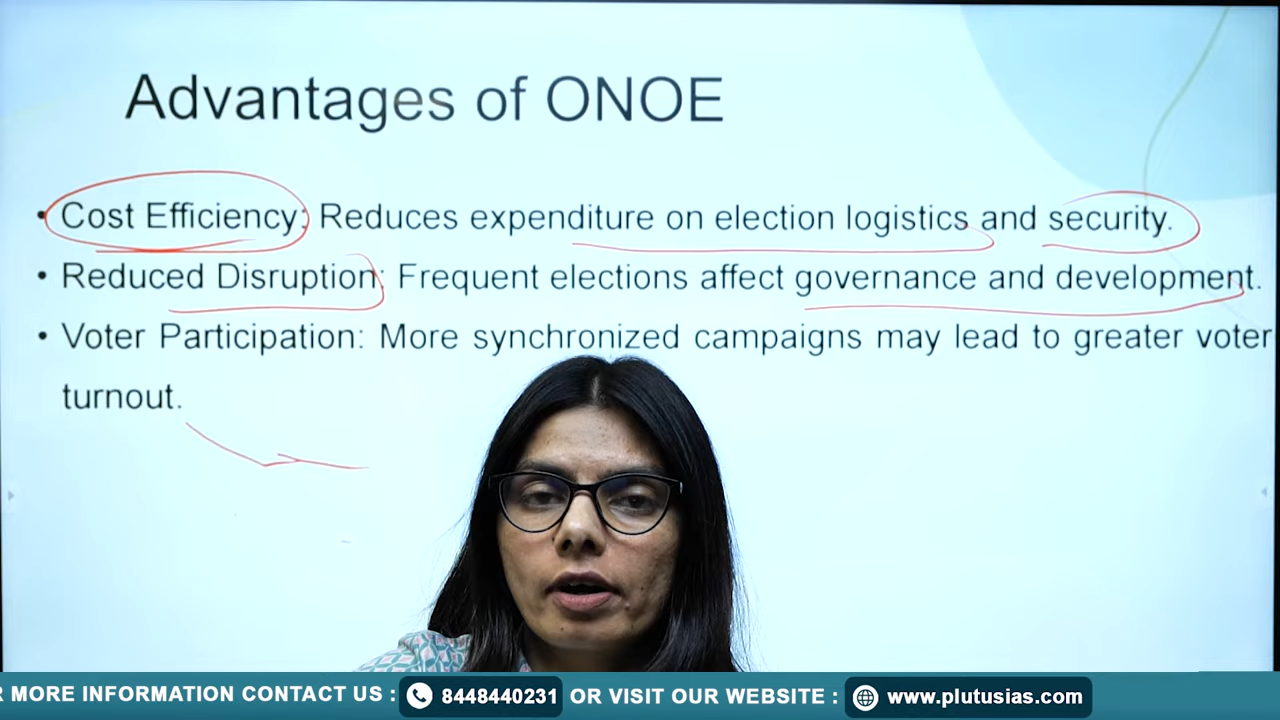 Advantages of ONOE
• Cost Efficiency: Reduces expenditure on election logistics and security.
• Reduced Disruption: Frequent elections affect governance and development.
• Voter Participation: More synchronized campaigns may lead to greater voter
turnout.
R MORE INFORMATION CONTACT US : 8448440231 OR VISIT OUR WEBSITE : www.plutusias.com